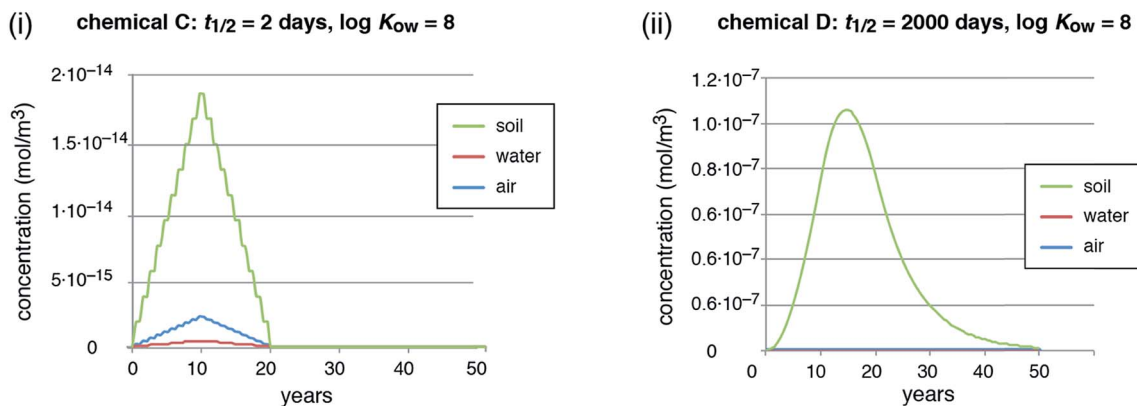 (i) chemical C: t1/2 = 2 days, log Kow = 8
2·10–14
1.5·10–14
1·10–14
5·10–15
0
concentration (mol/m3)
soil
water
air
0 10 20 30 40 50
years
(ii) chemical D: t1/2 = 2000 days, log Kow = 8
1.2·10–7
1.0·10–7
0.8·10–7
0.6·10–7
0.6·10–7
0.6·10–7
0
concentration (mol/m3)
soil
water
air
0 10 20 30 40 50
years